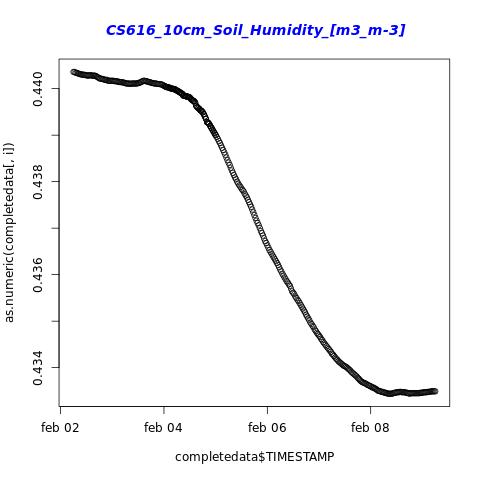 CS616_10cm_Soil_Humidity_[m3_m-3]
as.numeric(completedata[, i])
0.440
0.438
0.436
0.434
feb 02 feb 04 feb 06 feb 08
completedata$TIMESTAMP